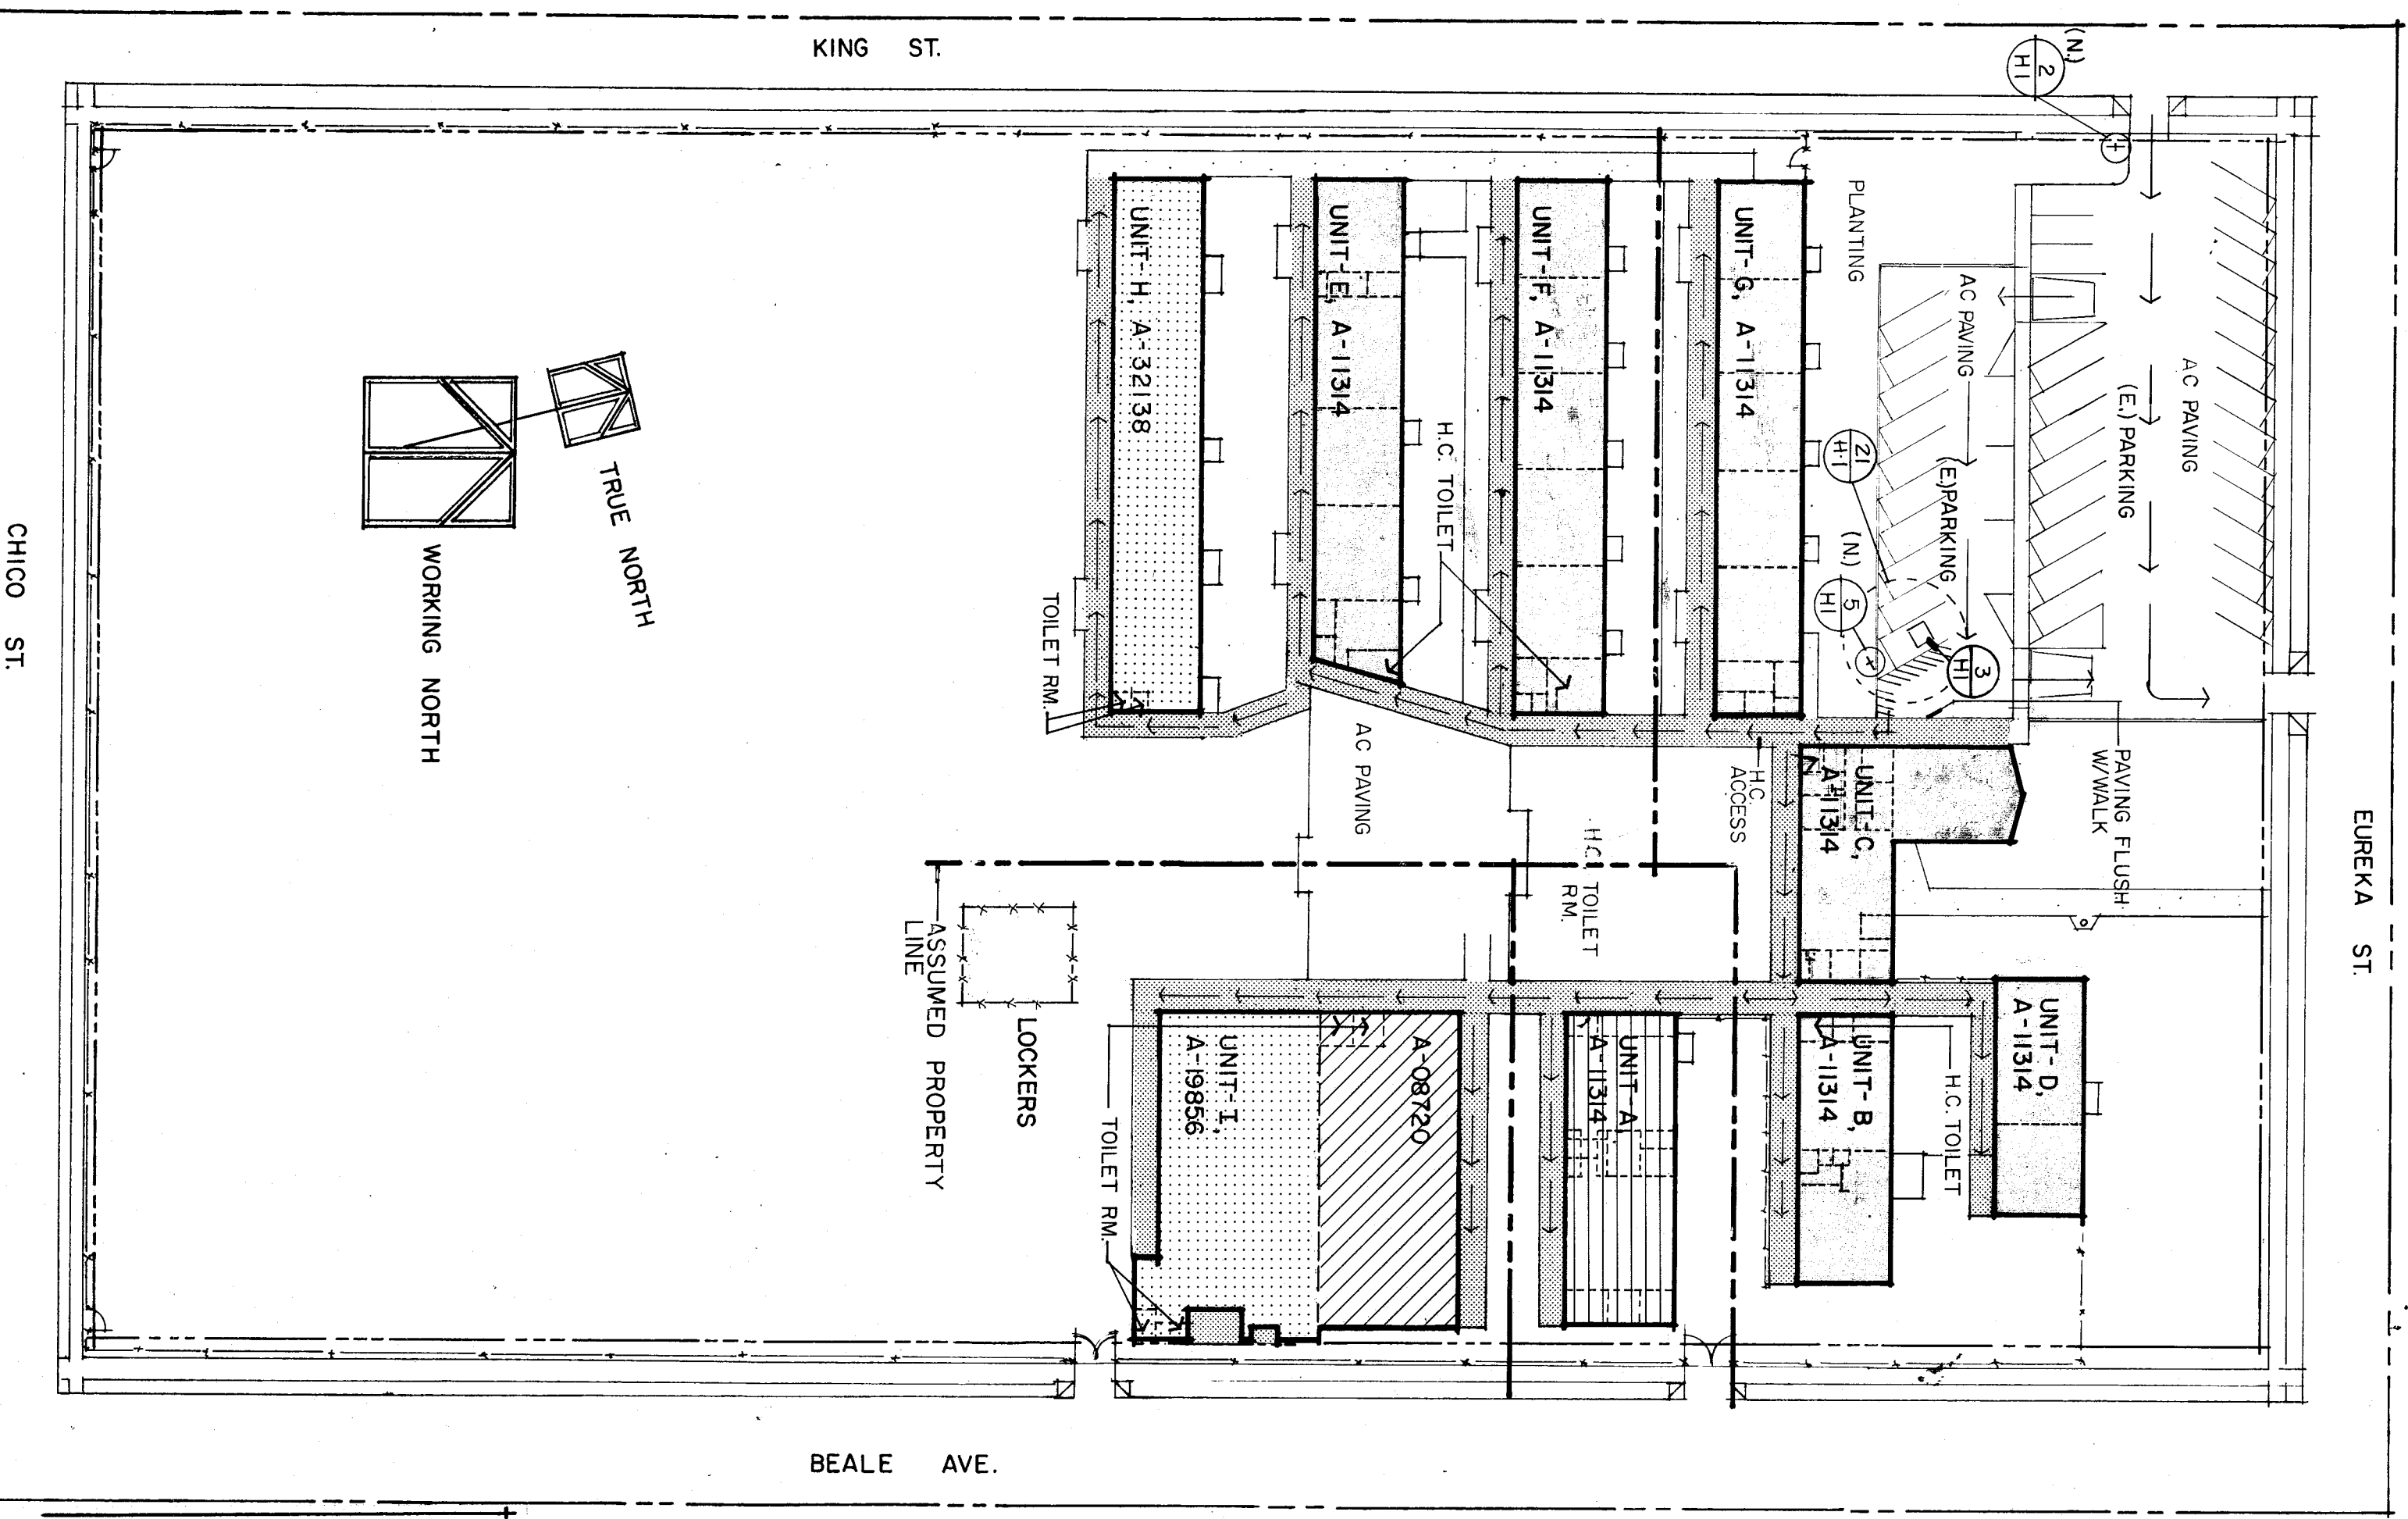 KING ST.
(N.)
2
H1
PLANTING
AC PAVING
AC PAVING
(E.) PARKING
(E.)PARKING
21
H-1
(N.)
5
H1
3
H1
UNIT-H, A-32138
UNIT-E, A-11314
UNIT-F, A-11314
UNIT-G, A-11314
H.C. TOILET
TRUE NORTH
WORKING NORTH
TOILET RM.
CHICO ST.
EUREKA ST.
AC PAVING
H.C.
ACCESS
UNIT-C,
A-11314
PAVING FLUSH
W/WALK
H.C. TOILET
RM.
ASSUMED PROPERTY
LINE
LOCKERS
TOILET RM.
UNIT-I,
A-19856
A-08720
UNIT-A
A-11314
UNIT-B,
A-11314
H.C. TOILET
UNIT-D,
A-11314
BEALE AVE.